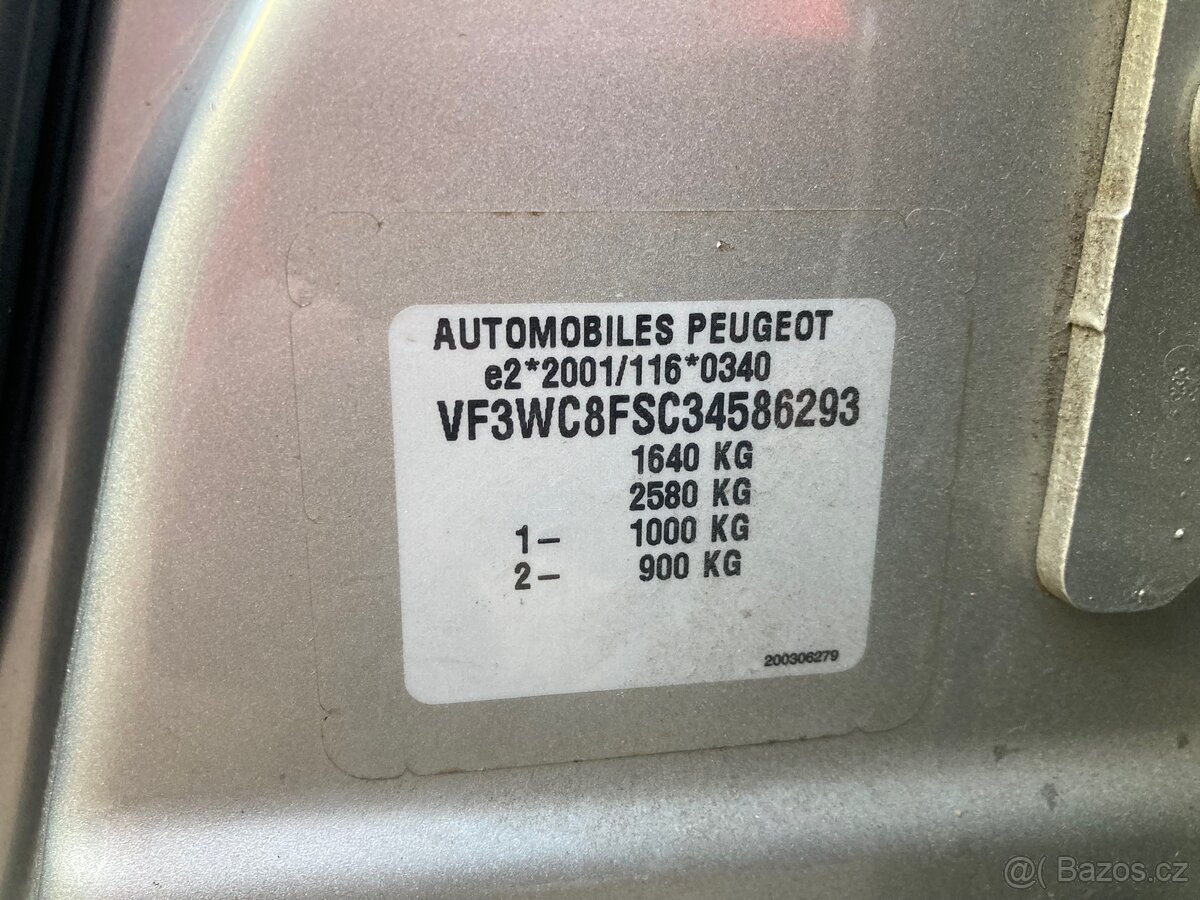 AUTOMOBILES PEUGEOT
e2*2001/116*0340
VF3WC8FSC34586293
1640 KG
2580 KG
1– 1000 KG
2– 900 KG
200306279
@( Bazoš.cz